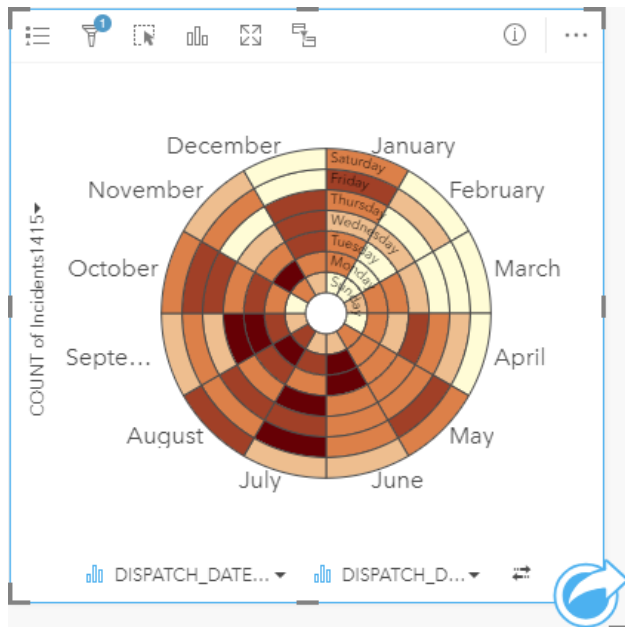 1
December
January
November
February
October
March
Septe...
April
August
May
July
June
Saturday
Friday
Thursday
Wednesday
Tuesday
Monday
Sunday
COUNT of Incidents1415
DISPATCH_DATE...
DISPATCH_D...